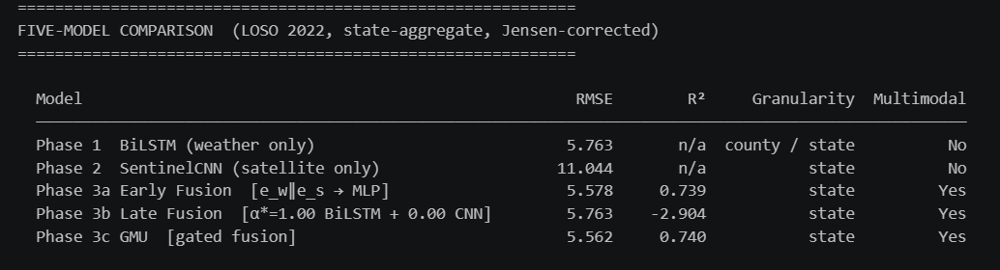 ============================================================
FIVE-MODEL COMPARISON (LOSO 2022, state-aggregate, Jensen-corrected)
============================================================
Model RMSE R² Granularity Multimodal
Phase 1 BiLSTM (weather only) 5.763 n/a county / state No
Phase 2 SentinelCNN (satellite only) 11.044 n/a state No
Phase 3a Early Fusion [e_w‖e_s → MLP] 5.578 0.739 state Yes
Phase 3b Late Fusion [α*=1.00 BiLSTM + 0.00 CNN] 5.763 -2.904 state Yes
Phase 3c GMU [gated fusion] 5.562 0.740 state Yes